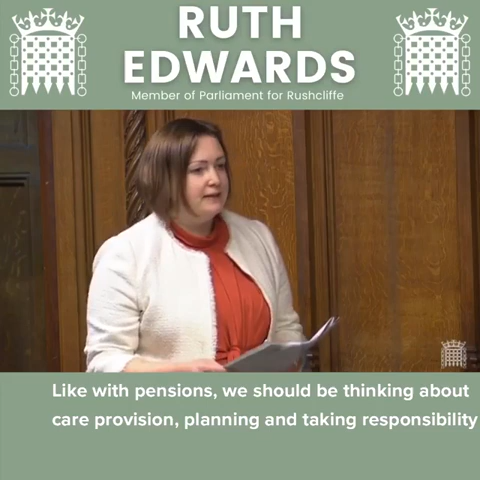 RUTH
EDWARDS
Member of Parliament for Rushcliffe
Like with pensions, we should be thinking about
care provision, planning and taking responsibility